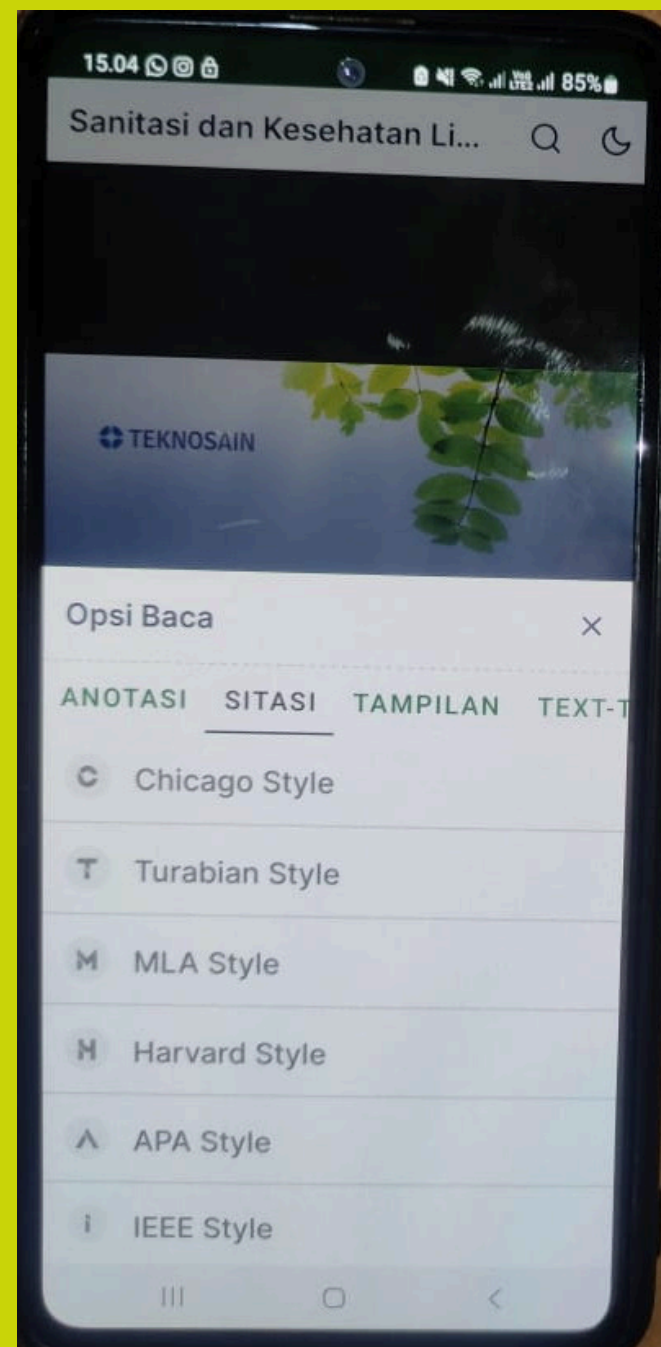 15.04 85%
Sanitasi dan Kesehatan Li...
TEKNOSAIN
Opsi Baca
ANOTASI SITASI TAMPILAN TEXT-T
C Chicago Style
T Turabian Style
M MLA Style
H Harvard Style
A APA Style
i IEEE Style